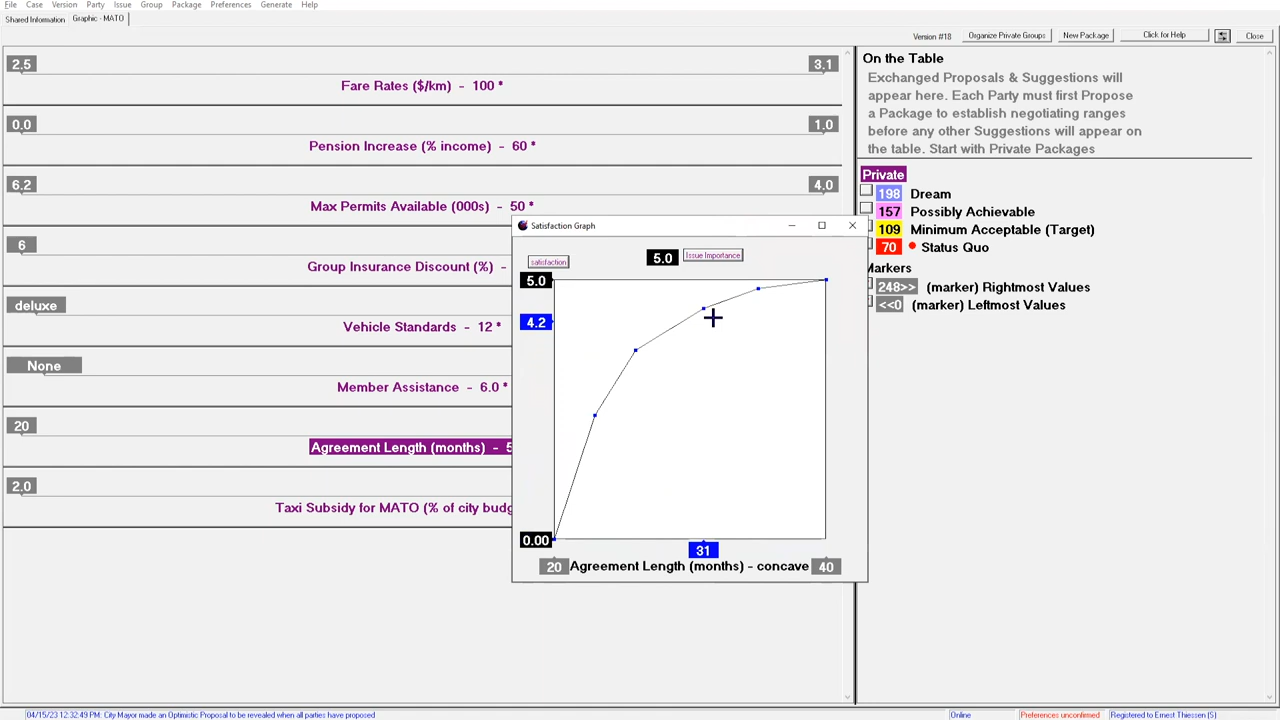 File Case Version Party Issue Group Package Preferences Generate Help
Shared Information Graphic - MATO
Version #18 Organize Private Groups New Package Click for Help Close
2.5 3.1
Fare Rates ($/km) - 100 *
0.0 1.0
Pension Increase (% income) - 60 *
6.2 4.0
Max Permits Available (000s) - 50 *
6
Group Insurance Discount (%) -
deluxe
Vehicle Standards - 12 *
None
Member Assistance - 6.0 *
20
Agreement Length (months) - 5
2.0
Taxi Subsidy for MATO (% of city budg
Satisfaction Graph
satisfaction 5.0 Issue Importance
5.0
4.2
0.00
31
20 Agreement Length (months) - concave 40
On the Table
Exchanged Proposals & Suggestions will
appear here. Each Party must first Propose
a Package to establish negotiating ranges
before any other Suggestions will appear on
the table. Start with Private Packages
Private
198 Dream
157 Possibly Achievable
109 Minimum Acceptable (Target)
70 Status Quo
Markers
248>> (marker) Rightmost Values
<<0 (marker) Leftmost Values
04/15/23 12:32:49 PM: City Mayor made an Optimistic Proposal to be revealed when all parties have proposed Online Preferences unconfirmed Registered to Ernest Thiessen (S)